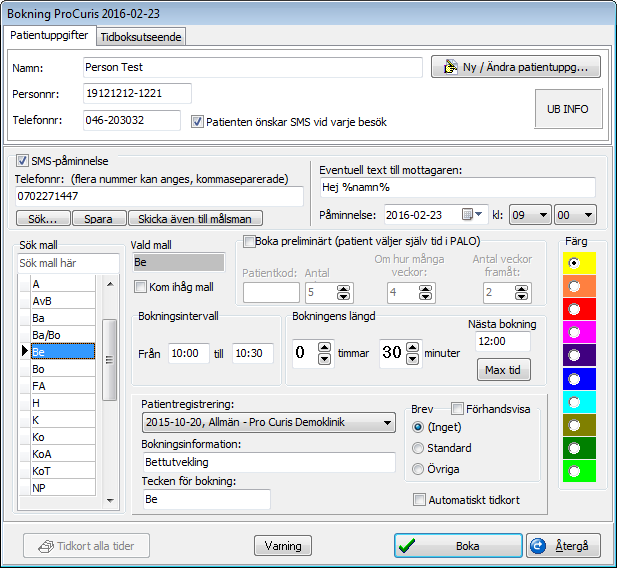 Bokning ProCuris 2016-02-23
Patientuppgifter Tidboksutseende
Namn: Person Test Ny / Ändra patientuppg...
Personnr: 19121212-1221
Telefonnr: 046-203032 Patienten önskar SMS vid varje besök UB INFO
SMS-påminnelse Eventuell text till mottagaren:
Telefonnr: (flera nummer kan anges, kommaseparerade) Hej %namn%
0702271447
Sök... Spara Skicka även till målsman Påminnelse: 2016-02-23 kl: 09 00
Sök mall Vald mall Boka preliminärt (patient väljer själv tid i PALO) Färg
Sök mall här Be
Kom ihåg mall
Patientkod: Antal Om hur många veckor: Antal veckor framåt:
5 4 2
A
AvB
Ba
Ba/Bo
Be
Bo
FA
H
K
Ko
KoA
KoT
NP
Bokningsintervall Bokningens längd Nästa bokning
Från 10:00 till 10:30 0 timmar 30 minuter 12:00
Max tid
Patientregistrering: Brev Förhandsvisa
2015-10-20, Allmän - Pro Curis Demoklinik (Inget)
Bokningsinformation: Standard
Bettutvekling Övriga
Tecken för bokning:
Be Automatiskt tidkort
Tidkort alla tider Varning Boka Återgå